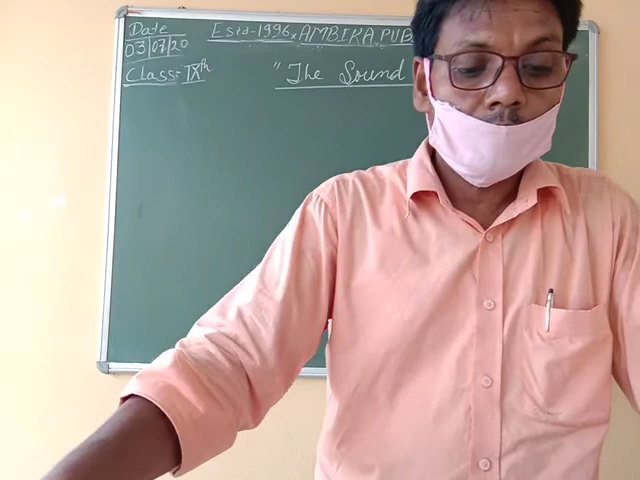 Date
03/07/20
Class:- IXth
Estd-1996, AMBIKA PUB
"The Sound